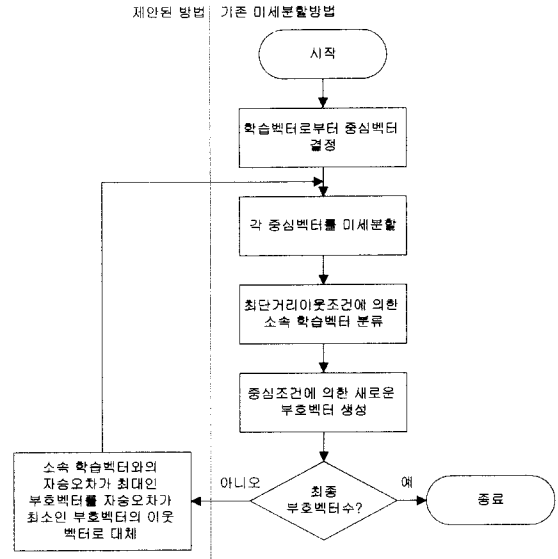 제안된 방법
기존 미세분할방법
시작
학습벡터로부터 중심벡터
결정
각 중심벡터를 미세분할
최단거리이웃조건에 의한
소속 학습벡터 분류
중심조건에 의한 새로운
부호벡터 생성
최종
부호벡터수?
아니오
예
종료
소속 학습벡터와의
자승오차가 최대인
부호벡터를 자승오차가
최소인 부호벡터의 이웃
벡터로 대체